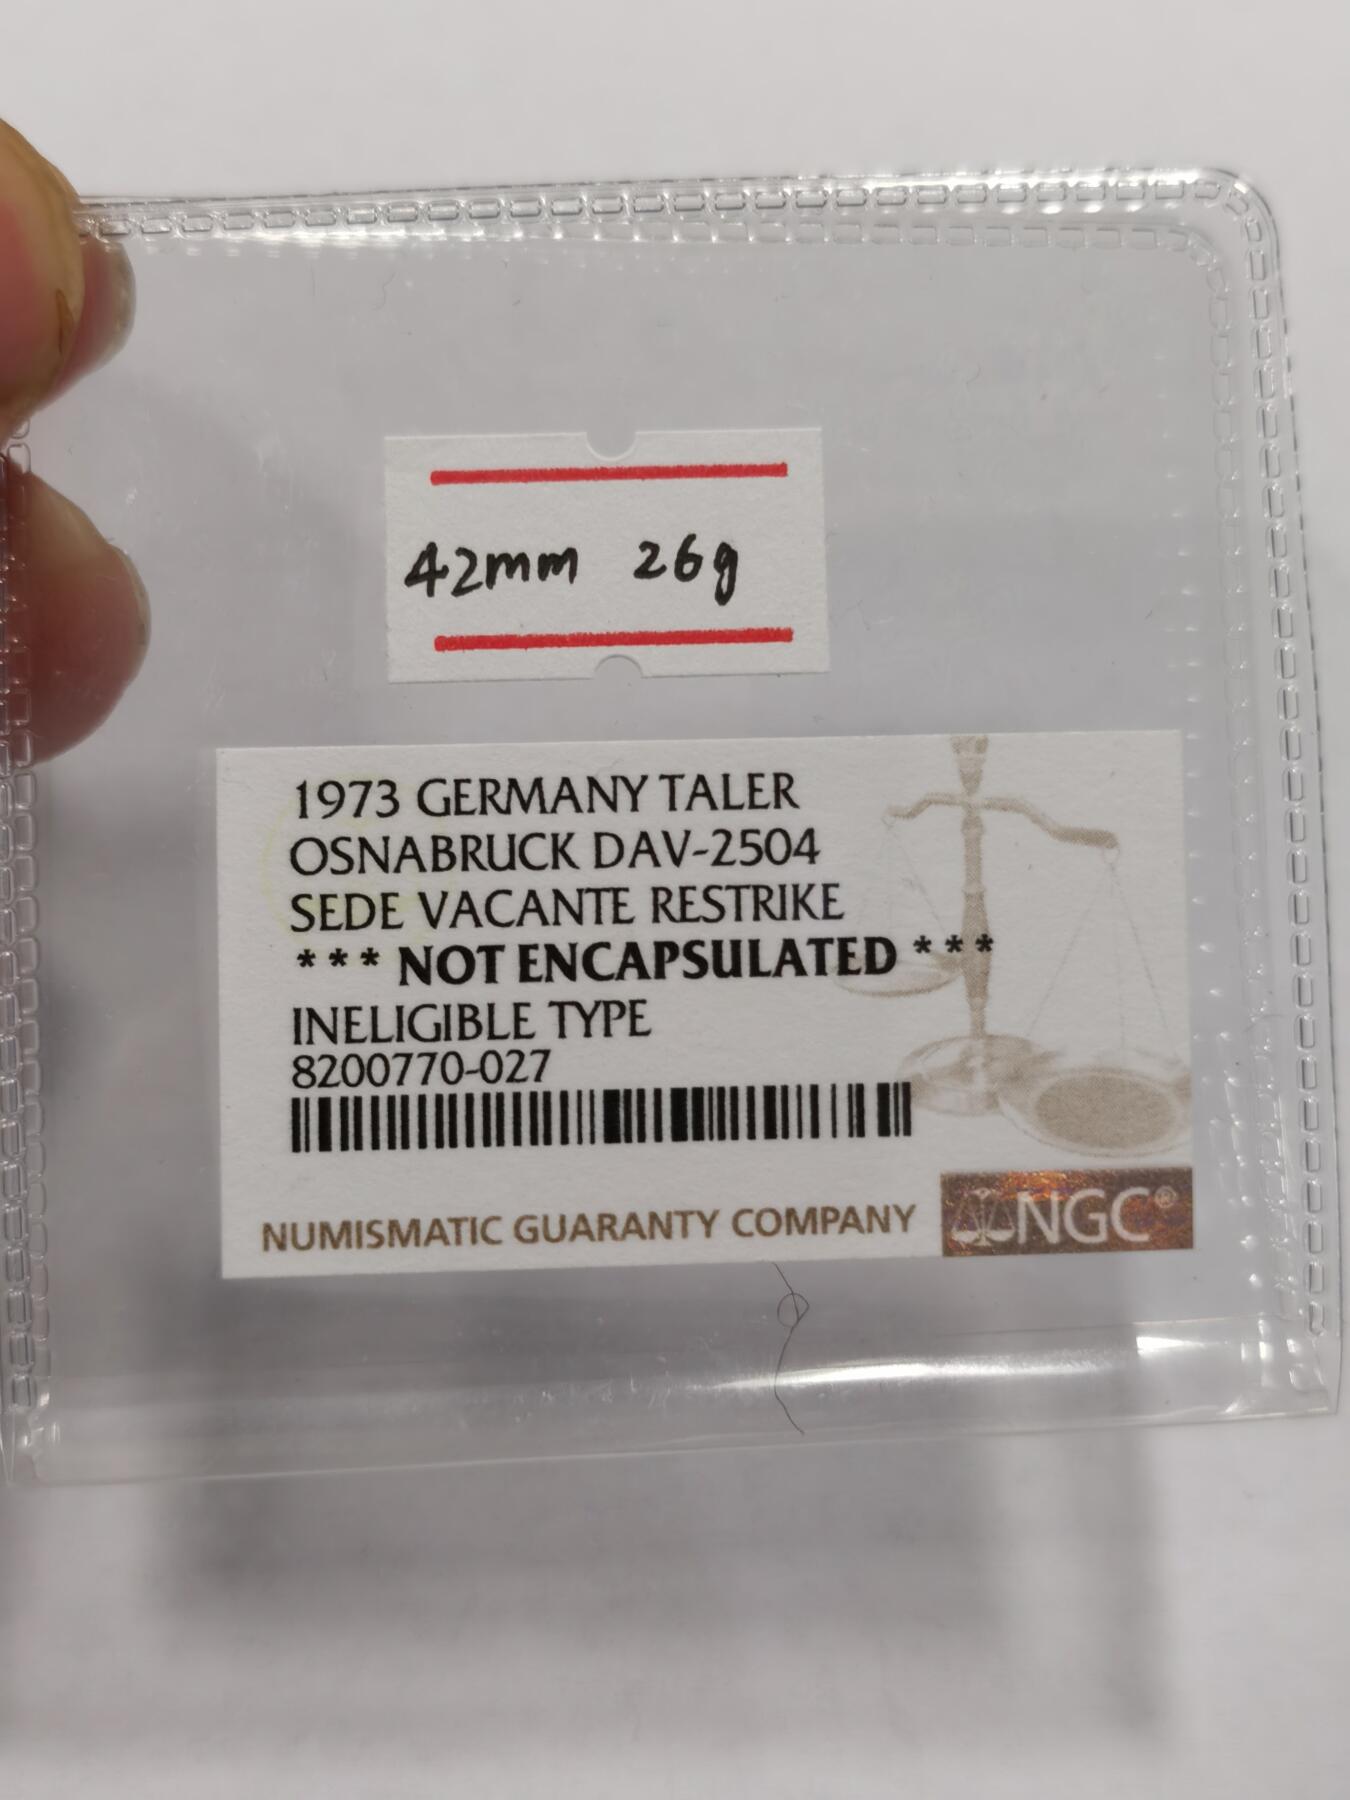 42mm 26g
1973 GERMANY TALER
OSNABRUCK DAV-2504
SEDE VACANTE RESTRIKE
*** NOT ENCAPSULATED ***
INELIGIBLE TYPE
8200770-027
NUMISMATIC GUARANTY COMPANY
NGC®